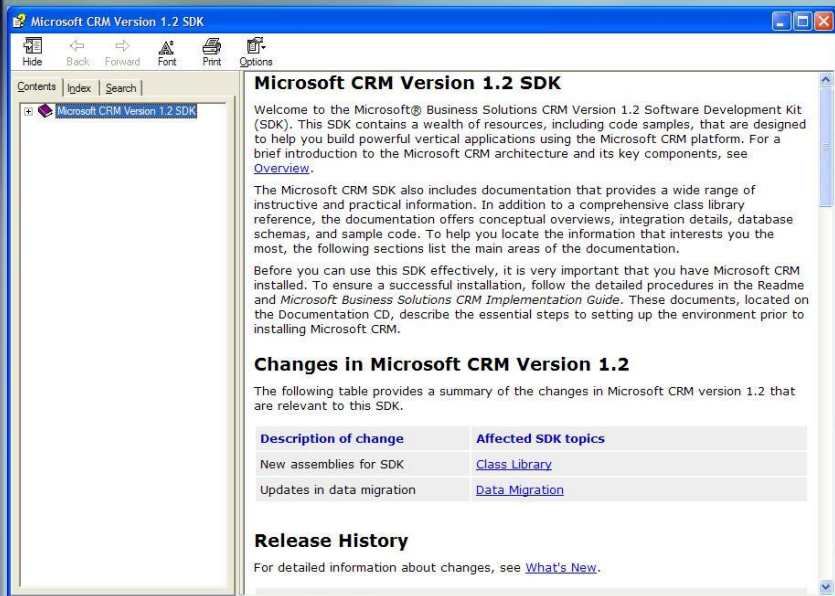 Microsoft CRM Version 1.2 SDK
Hide Back Forward Font Print Options
Contents Index Search
Microsoft CRM Version 1.2 SDK
Microsoft CRM Version 1.2 SDK
Welcome to the Microsoft® Business Solutions CRM Version 1.2 Software Development Kit
(SDK). This SDK contains a wealth of resources, including code samples, that are designed
to help you build powerful vertical applications using the Microsoft CRM platform. For a
brief introduction to the Microsoft CRM architecture and its key components, see
Overview.
The Microsoft CRM SDK also includes documentation that provides a wide range of
instructive and practical information. In addition to a comprehensive class library
reference, the documentation offers conceptual overviews, integration details, database
schemas, and sample code. To help you locate the information that interests you the
most, the following sections list the main areas of the documentation.
Before you can use this SDK effectively, it is very important that you have Microsoft CRM
installed. To ensure a successful installation, follow the detailed procedures in the Readme
and Microsoft Business Solutions CRM Implementation Guide. These documents, located on
the Documentation CD, describe the essential steps to setting up the environment prior to
installing Microsoft CRM.
Changes in Microsoft CRM Version 1.2
The following table provides a summary of the changes in Microsoft CRM version 1.2 that
are relevant to this SDK.
Description of change Affected SDK topics
New assemblies for SDK Class Library
Updates in data migration Data Migration
Release History
For detailed information about changes, see What's New.